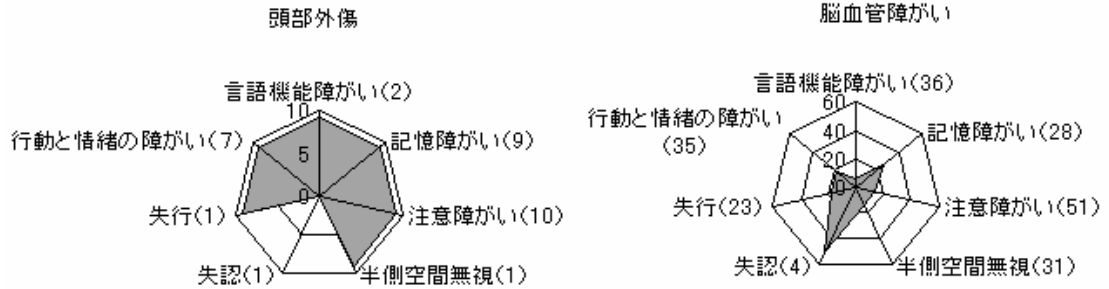 頭部外傷
言語機能障がい(2)
10
行動と情緒の障がい(7)
記憶障がい(9)
5
0
失行(1)
注意障がい(10)
失認(1)
半側空間無視(1)
脳血管障がい
言語機能障がい(36)
60
行動と情緒の障がい
(35)
記憶障がい(28)
40
20
0
失行(23)
注意障がい(51)
失認(4)
半側空間無視(31)